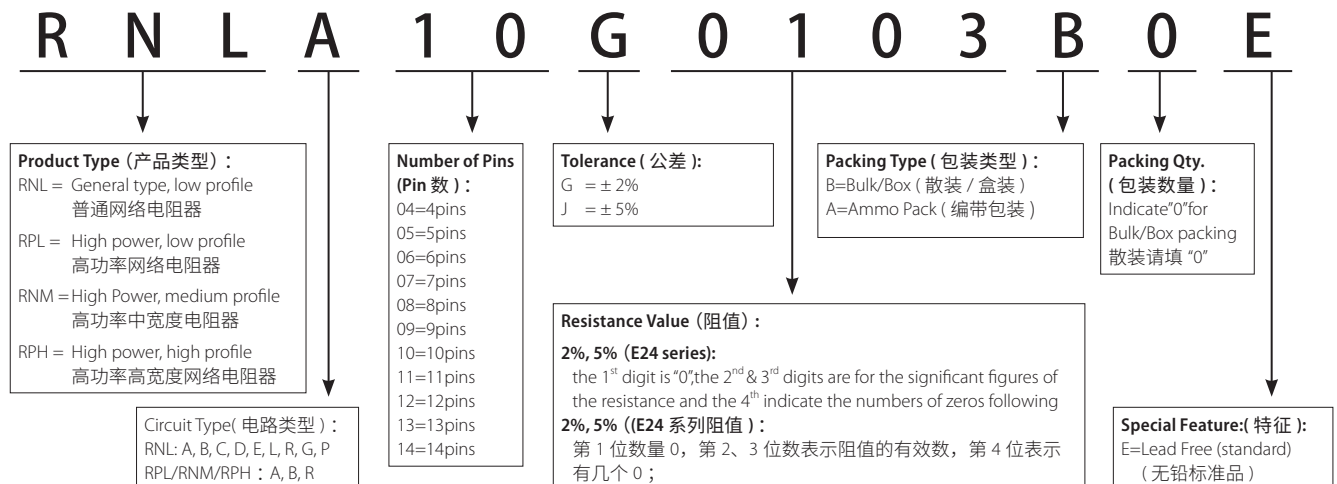 R N L A 1 0 G 0 1 0 3 B 0 E
Product Type (产品类型):
RNL = General type, low profile
普通网络电阻器
RPL = High power, low profile
高功率网络电阻器
RNM = High Power, medium profile
高功率中宽度电阻器
RPH = High power, high profile
高功率高宽度网络电阻器
Circuit Type( 电路类型 ):
RNL: A, B, C, D, E, L, R, G, P
RPL/RNM/RPH : A, B, R
Number of Pins
(Pin 数 ):
04=4pins
05=5pins
06=6pins
07=7pins
08=8pins
09=9pins
10=10pins
11=11pins
12=12pins
13=13pins
14=14pins
Tolerance ( 公差 ):
G = ± 2%
J = ± 5%
Resistance Value (阻值):
2%, 5% (E24 series):
the 1st digit is “0”,the 2nd & 3rd digits are for the significant figures of
the resistance and the 4th indicate the numbers of zeros following
2%, 5% ((E24 系列阻值 ):
第 1 位数量 0，第 2、3 位数表示阻值的有效数，第 4 位表示
有几个 0；
Packing Type ( 包装类型 ):
B=Bulk/Box ( 散装 / 盒装 )
A=Ammo Pack ( 编带包装 )
Packing Qty.
( 包装数量 ):
Indicate"0"for
Bulk/Box packing
散装请填 “0”
Special Feature:( 特征 ):
E=Lead Free (standard)
( 无铅标准品 )